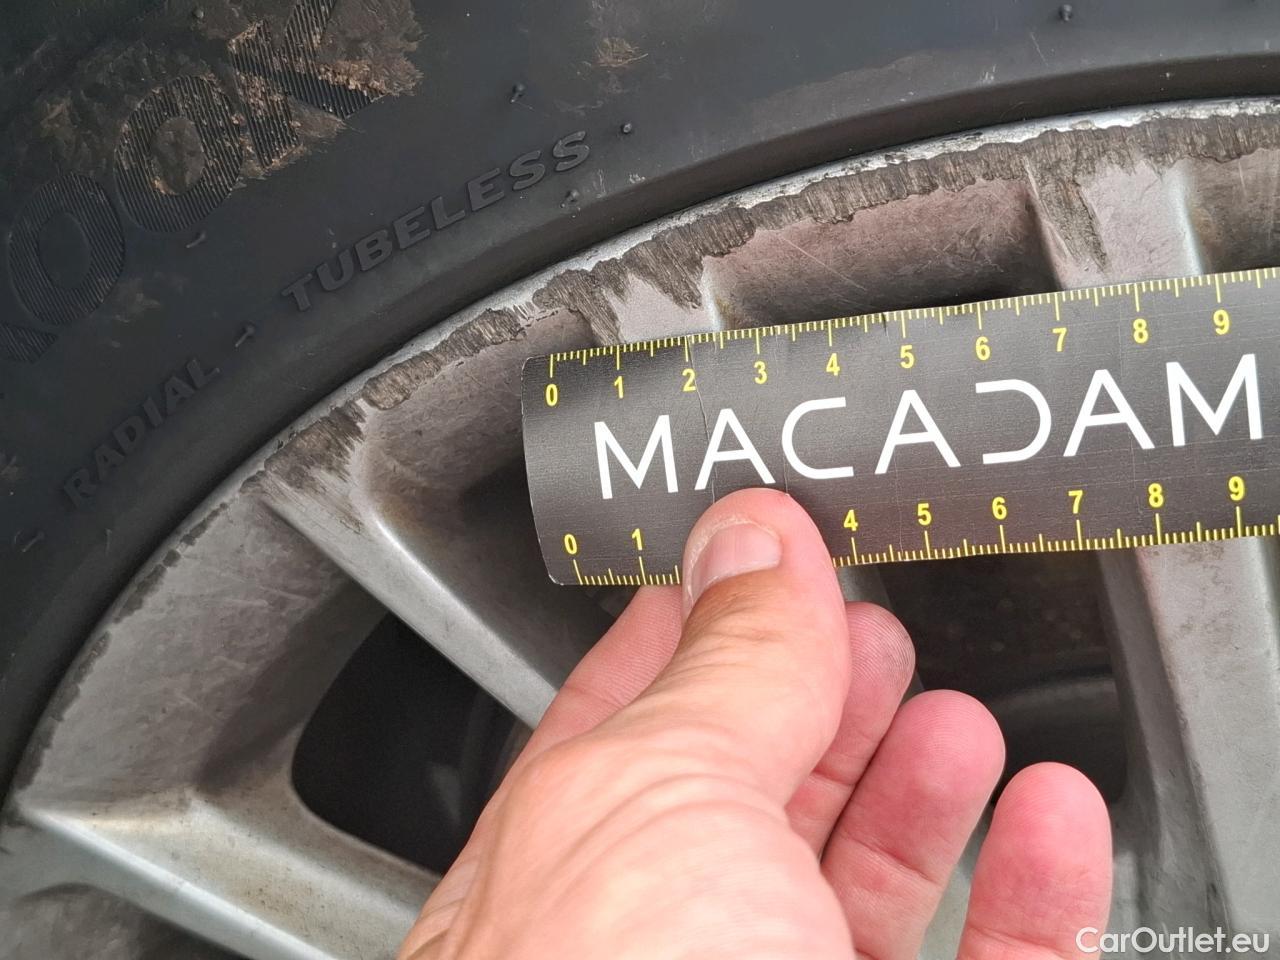 OOK
RADIAL - TUBELESS
0 1 2 3 4 5 6 7 8 9
MACADAM
0 1 4 5 6 7 8 9
CarOutlet.eu